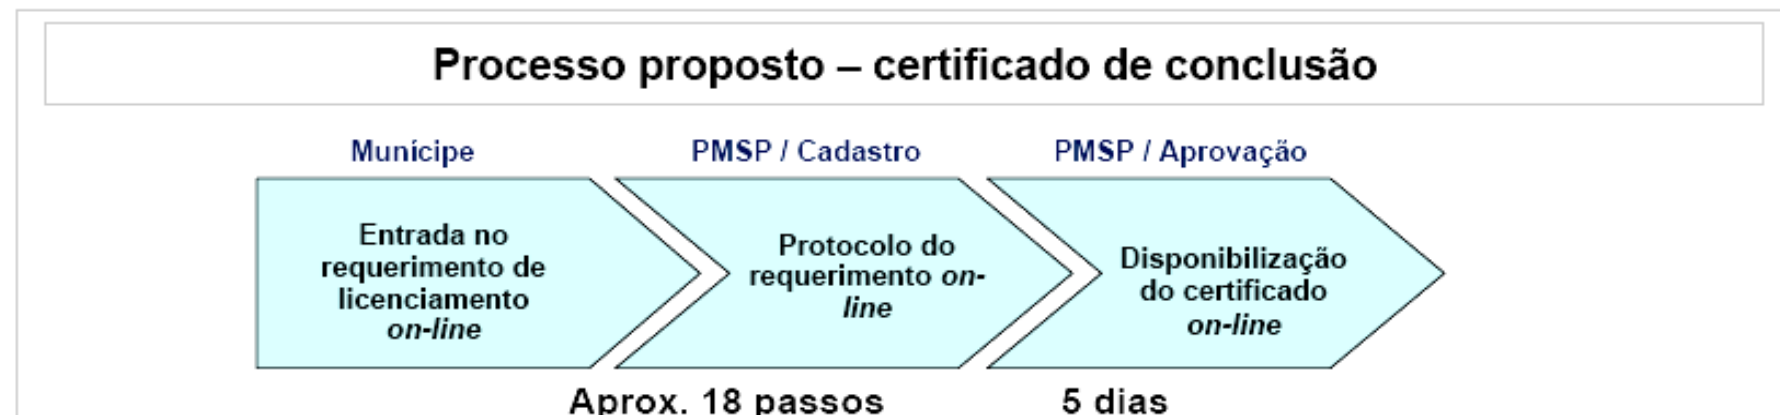 Processo proposto – certificado de conclusão
Munícipe
PMSP / Cadastro
PMSP / Aprovação
Entrada no
requerimento de
licenciamento
on-line
Protocolo do
requerimento on-
line
Disponibilização
do certificado
on-line
Aprox. 18 passos
5 dias